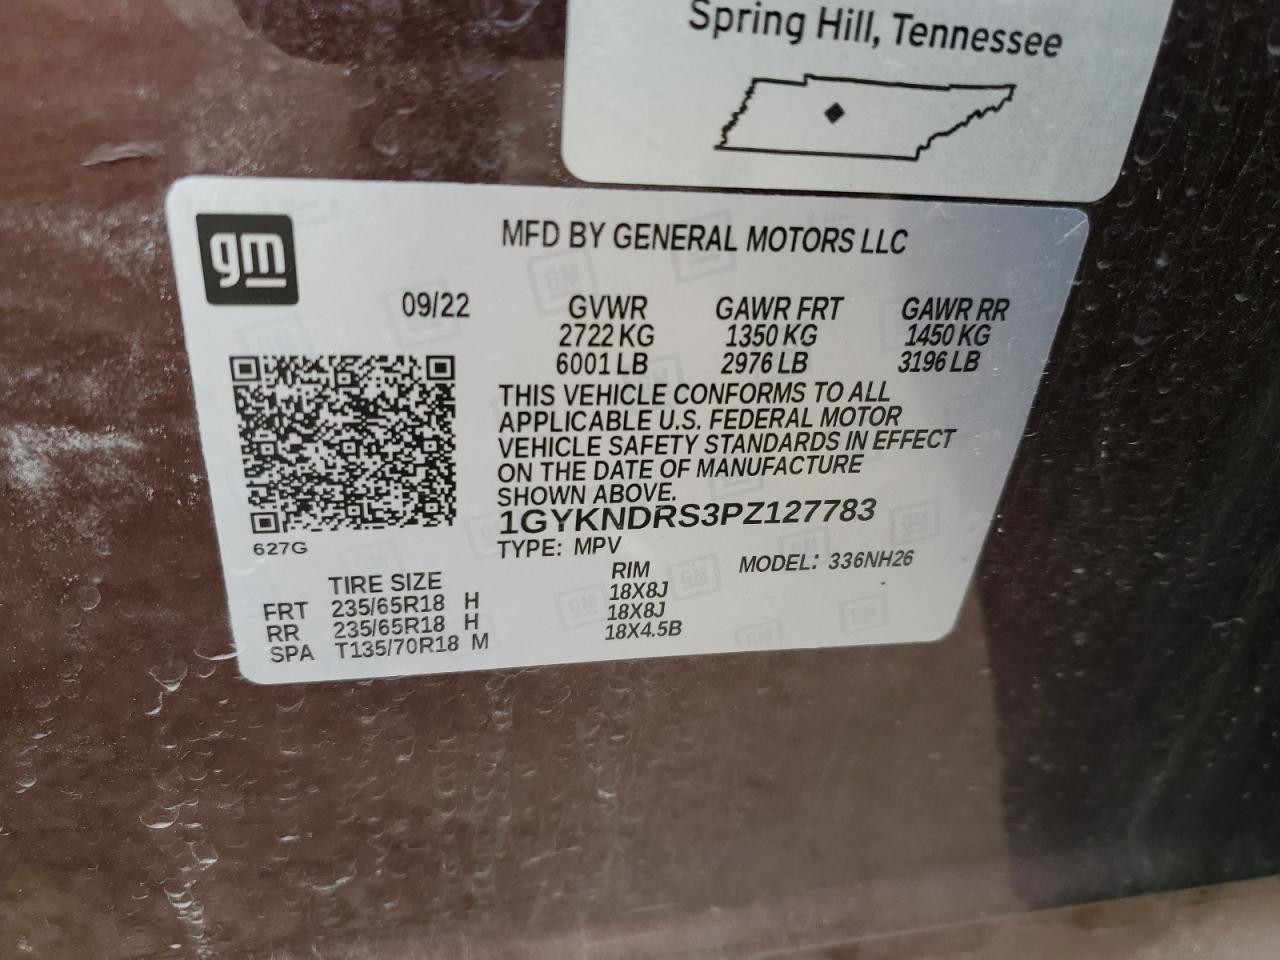 Spring Hill, Tennessee
gm
MFD BY GENERAL MOTORS LLC
09/22 GVWR GAWR FRT GAWR RR
2722 KG 1350 KG 1450 KG
6001 LB 2976 LB 3196 LB
THIS VEHICLE CONFORMS TO ALL
APPLICABLE U.S. FEDERAL MOTOR
VEHICLE SAFETY STANDARDS IN EFFECT
ON THE DATE OF MANUFACTURE
SHOWN ABOVE.
1GYKNDRS3PZ127783
627G
TYPE: MPV MODEL: 336NH26
TIRE SIZE RIM
FRT 235/65R18 H 18X8J
RR 235/65R18 H 18X8J
SPA T135/70R18 M 18X4.5B